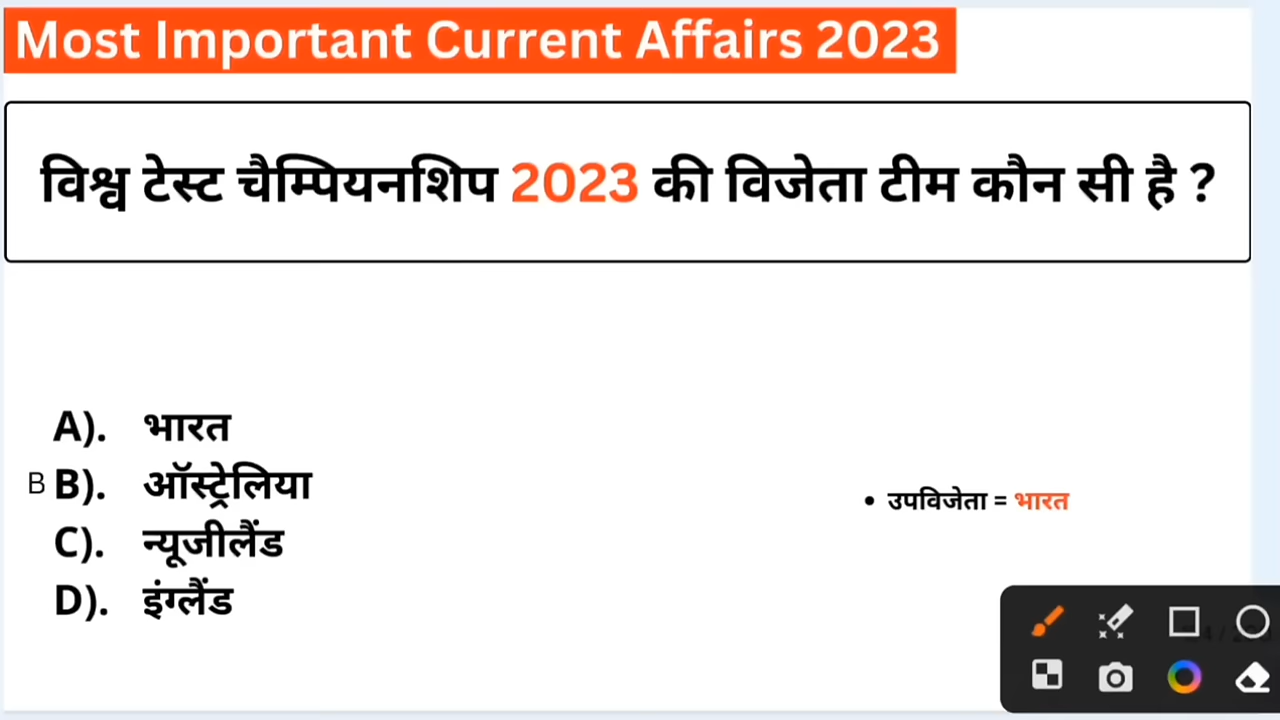 Most Important Current Affairs 2023
विश्व टेस्ट चैम्पियनशिप 2023 की विजेता टीम कौन सी है ?
A). भारत
B B). ऑस्ट्रेलिया
• उपविजेता = भारत
C). न्यूजीलैंड
D). इंग्लैंड